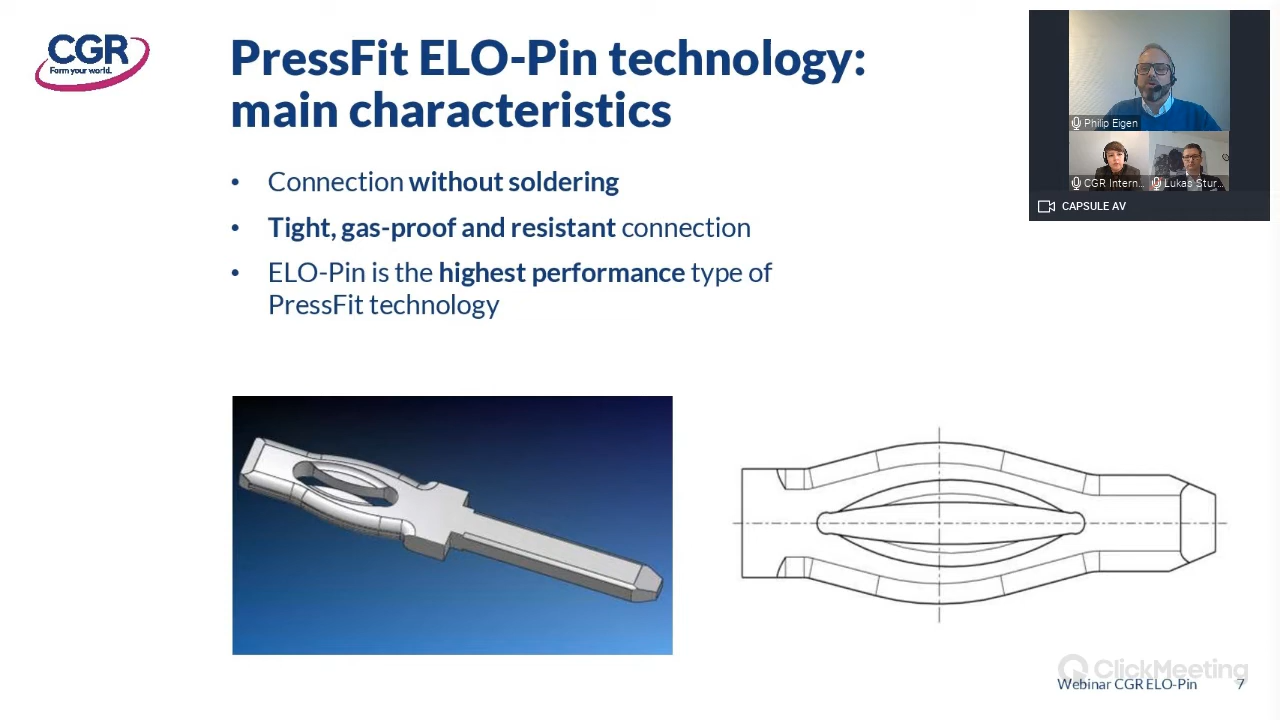 CGR
Form your world.
PressFit ELO-Pin technology:
main characteristics
• Connection without soldering
• Tight, gas-proof and resistant connection
• ELO-Pin is the highest performance type of
PressFit technology
Philip Eigen
CGR Intern...
Lukas Stur...
CAPSULE AV
ClickMeeting
Webinar CGR ELO-Pin
7